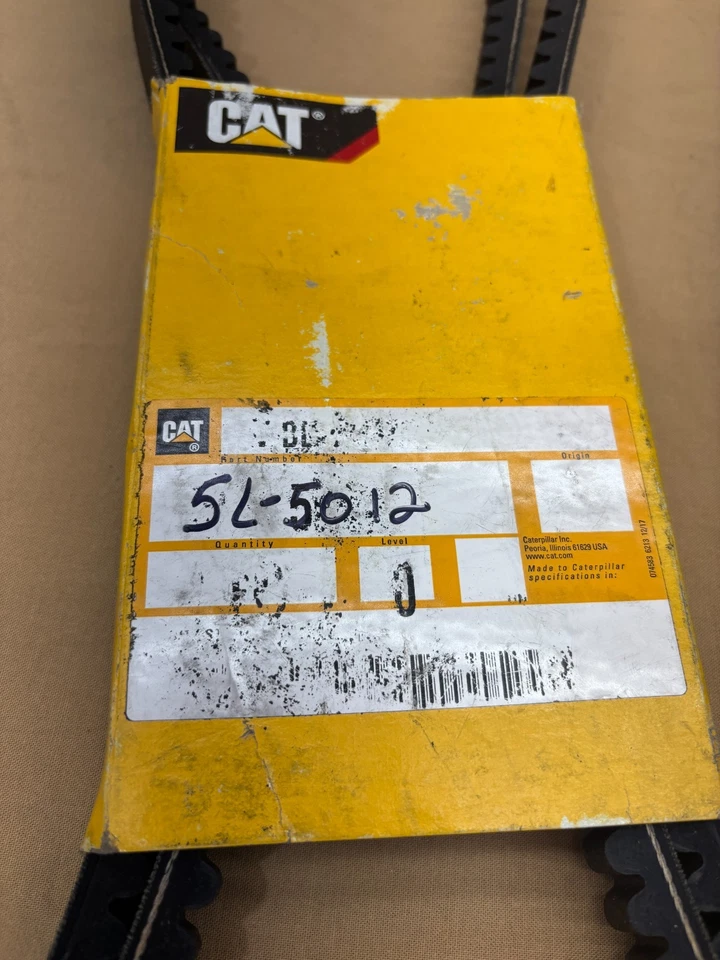 CAT®
CAT®
Part Number
Origin
5L-5012
Quantity
Level
0
Caterpillar Inc.
Peoria, Illinois 61629 USA
www.cat.com
Made to Caterpillar
specifications in: